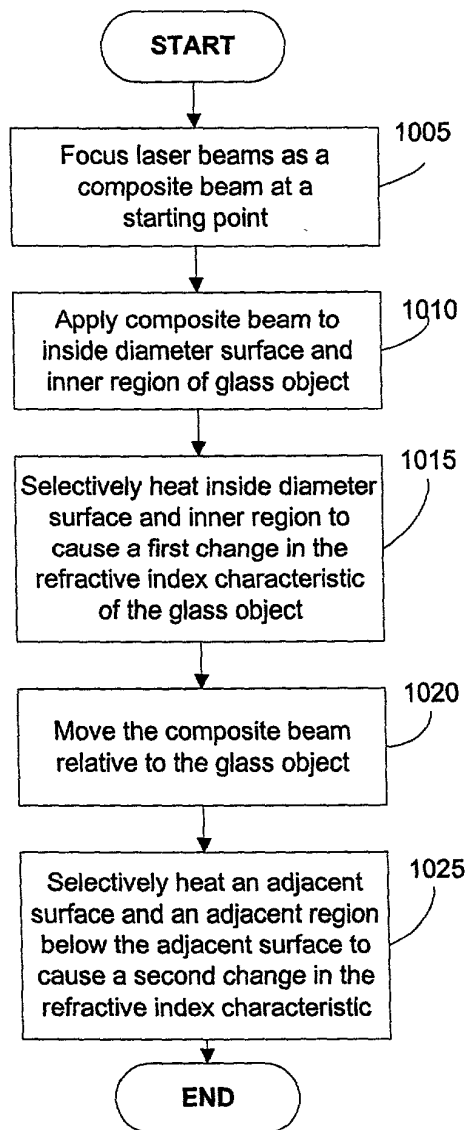 START
1005
Focus laser beams as a
composite beam at a
starting point
1010
Apply composite beam to
inside diameter surface and
inner region of glass object
1015
Selectively heat inside diameter
surface and inner region to
cause a first change in the
refractive index characteristic
of the glass object
1020
Move the composite beam
relative to the glass object
1025
Selectively heat an adjacent
surface and an adjacent region
below the adjacent surface to
cause a second change in the
refractive index characteristic
END